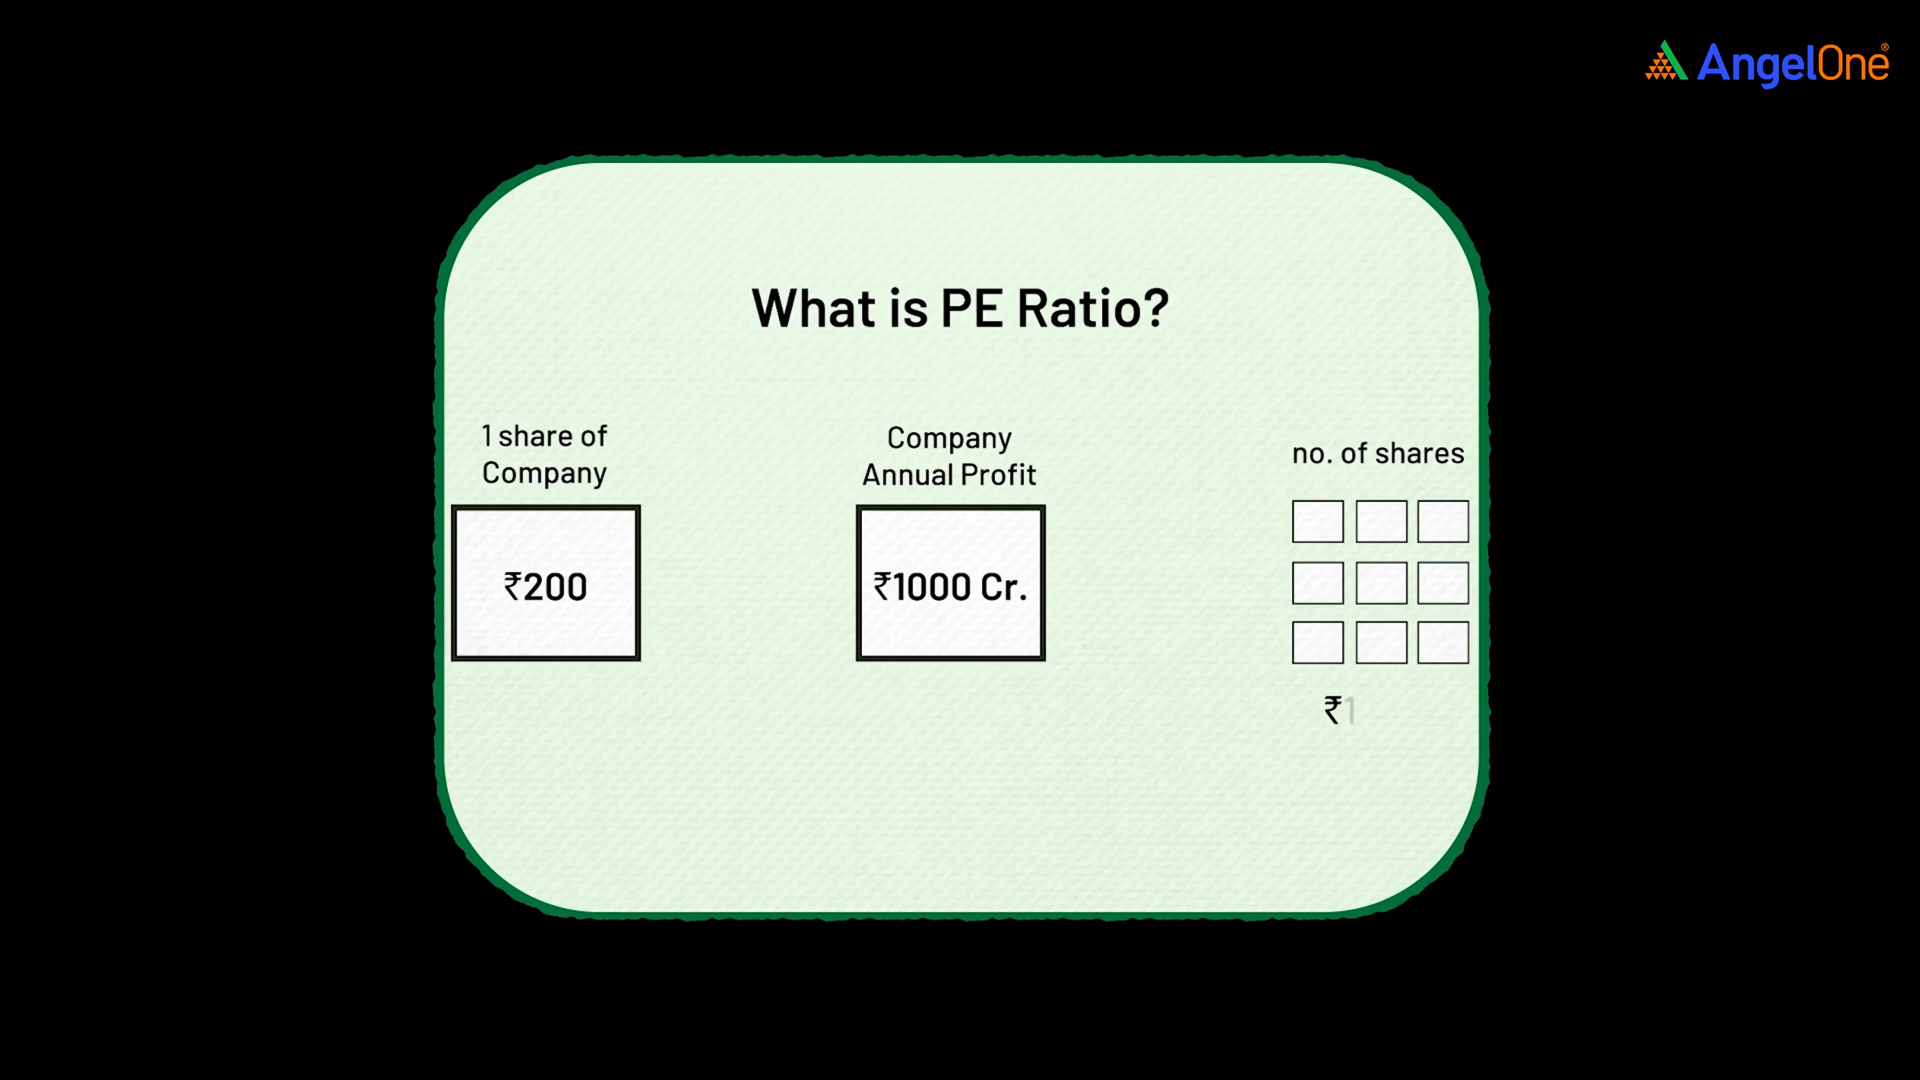 AngelOne®
What is PE Ratio?
1 share of
Company
₹200
Company
Annual Profit
₹1000 Cr.
no. of shares
₹1